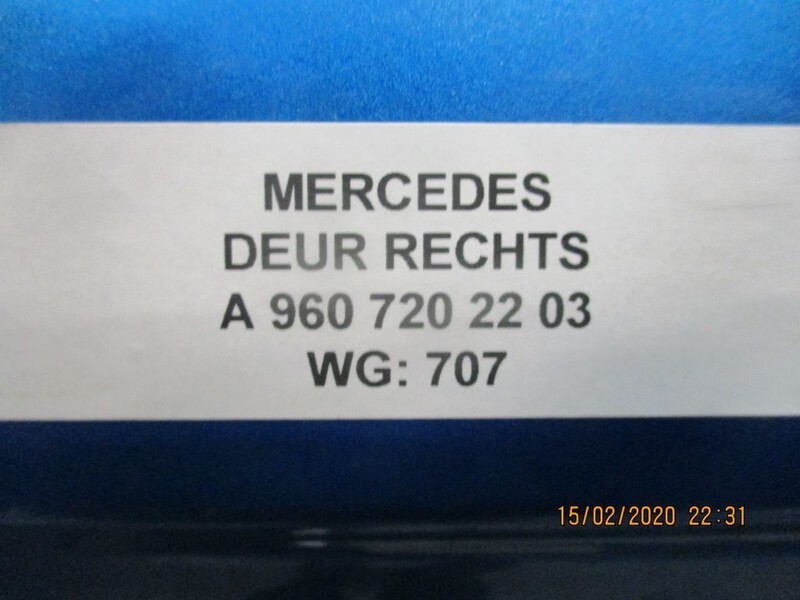 MERCEDES
DEUR RECHTS
A 960 720 22 03
WG: 707
15/02/2020 22:31